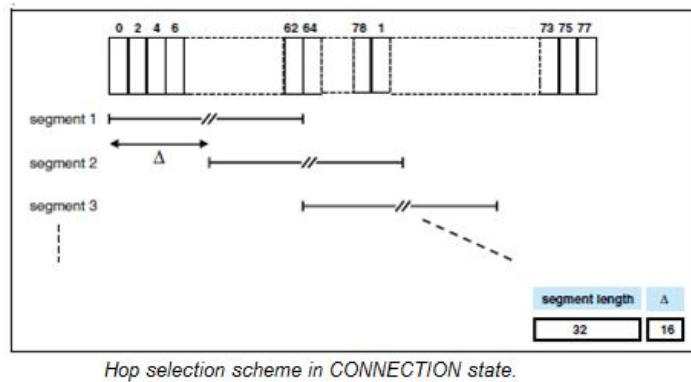 0 2 4 6 62 64 78 1 73 75 77
segment 1
Δ
segment 2
segment 3
segment length Δ
32 16
Hop selection scheme in CONNECTION state.